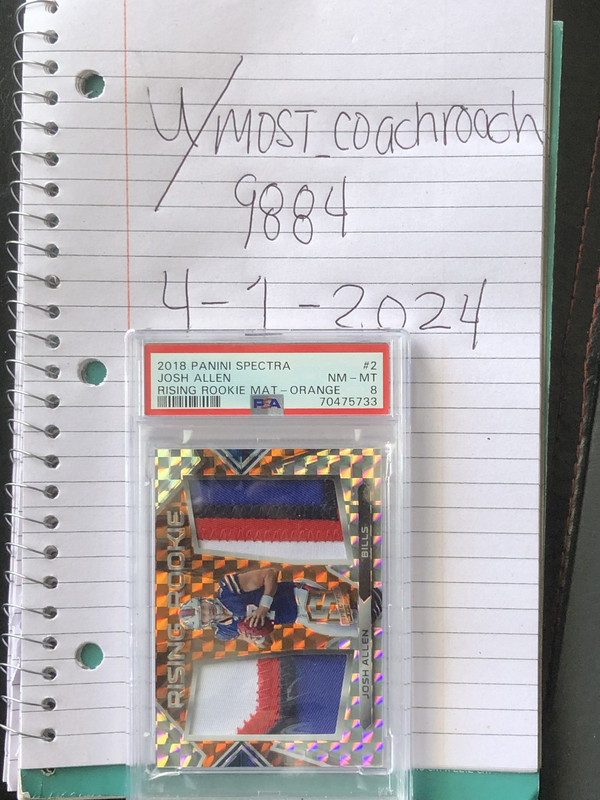 u/MOST_coachroach
9884
4-1-2024
2018 PANINI SPECTRA #2
JOSH ALLEN NM-MT
RISING ROOKIE MAT-ORANGE 8
PSA 70475733
RISING ROOKIE
JOSH ALLEN BILLS